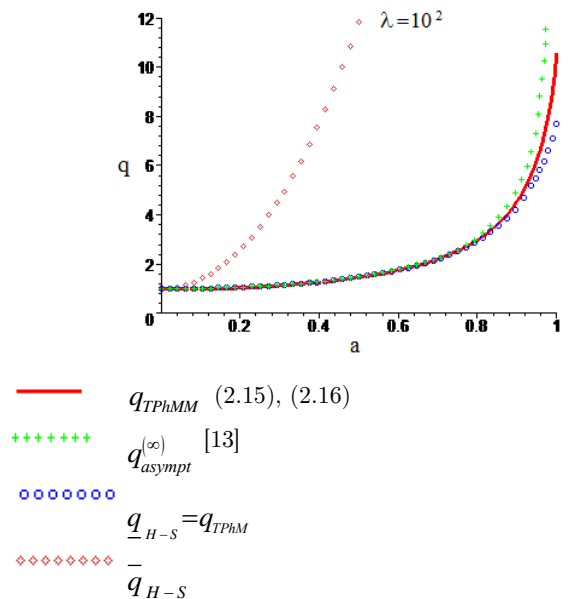 12
λ=10²
10
8
q
6
4
2
0
0.2 0.4 0.6 0.8 1
a
q_TPhMM (2.15), (2.16)
q_asympt^(∞) [13]
q̲_H−S=q_TPhM
q̅_H−S